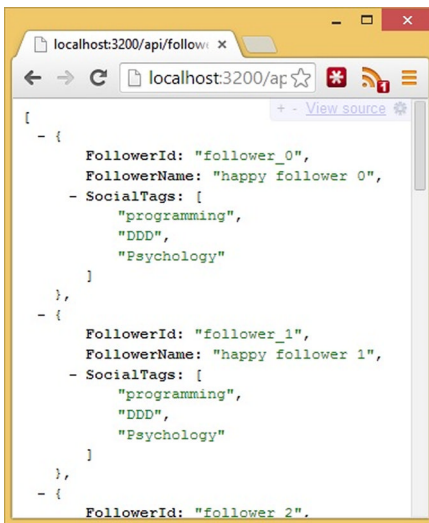 localhost:3200/api/follow
localhost:3200/ap
1
+ - View source
[
- {
FollowerId: "follower_0",
FollowerName: "happy follower 0",
- SocialTags: [
"programming",
"DDD",
"Psychology"
]
},
- {
FollowerId: "follower_1",
FollowerName: "happy follower 1",
- SocialTags: [
"programming",
"DDD",
"Psychology"
]
},
- {
FollowerId: "follower_2",